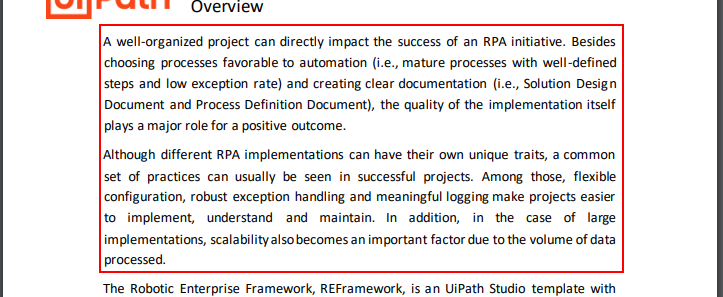 UiPath
Overview
A well-organized project can directly impact the success of an RPA initiative. Besides
choosing processes favorable to automation (i.e., mature processes with well-defined
steps and low exception rate) and creating clear documentation (i.e., Solution Design
Document and Process Definition Document), the quality of the implementation itself
plays a major role for a positive outcome.
Although different RPA implementations can have their own unique traits, a common
set of practices can usually be seen in successful projects. Among those, flexible
configuration, robust exception handling and meaningful logging make projects easier
to implement, understand and maintain. In addition, in the case of large
implementations, scalability also becomes an important factor due to the volume of data
processed.
The Robotic Enterprise Framework, REFramework, is an UiPath Studio template with